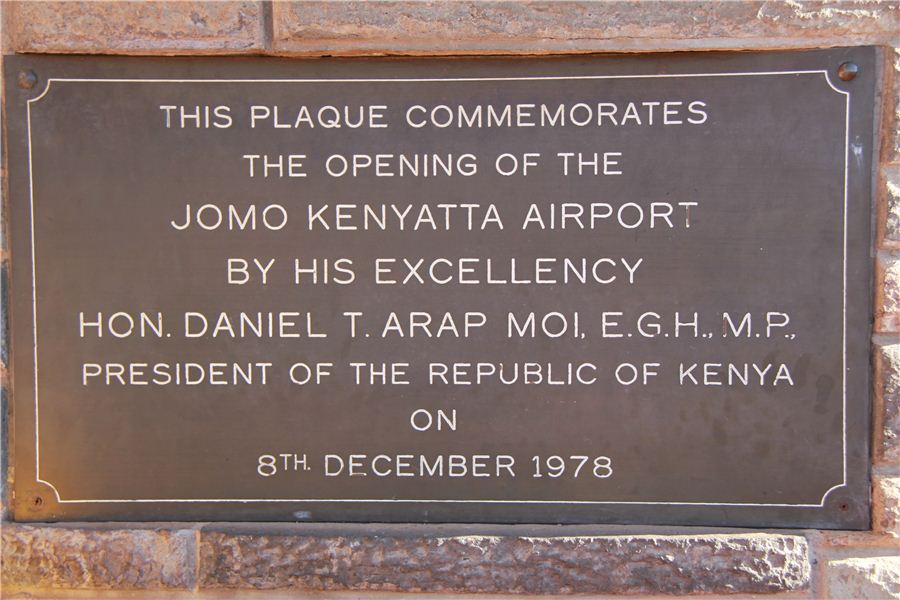 THIS PLAQUE COMMEMORATES
THE OPENING OF THE
JOMO KENYATTA AIRPORT
BY HIS EXCELLENCY
HON. DANIEL T. ARAP MOI, E.G.H., M.P.,
PRESIDENT OF THE REPUBLIC OF KENYA
ON
8TH. DECEMBER 1978